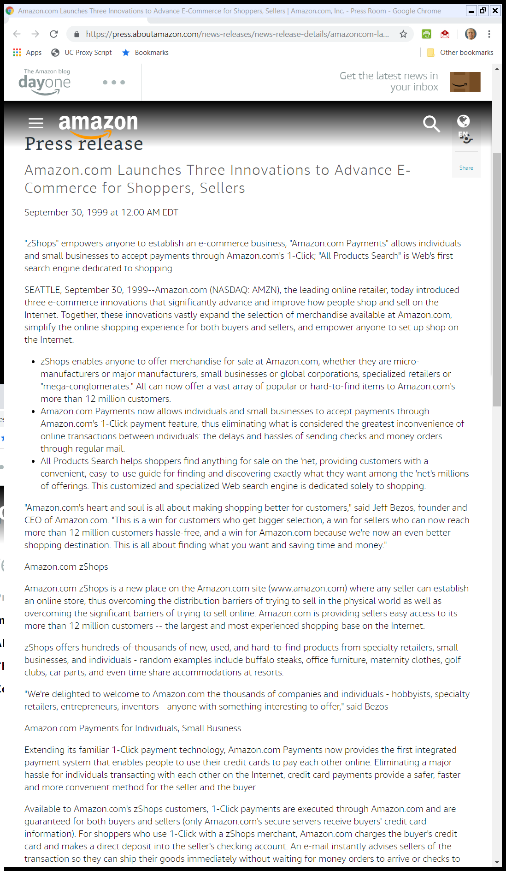 Amazon.com Launches Three Innovations to Advance E-Commerce for Shoppers, Sellers | Amazon.com, Inc. - Press Room - Google Chrome
https://press.aboutamazon.com/news-releases/news-release-details/amazoncom-la...
Apps UC Proxy Script Bookmarks Other bookmarks
The Amazon blog
dayone
Get the latest news in
your inbox
amazon
EN
Press release
Share
Amazon.com Launches Three Innovations to Advance E-
Commerce for Shoppers, Sellers
September 30, 1999 at 12:00 AM EDT
"zShops" empowers anyone to establish an e-commerce business; "Amazon.com Payments" allows individuals
and small businesses to accept payments through Amazon.com's 1-Click; "All Products Search" is Web's first
search engine dedicated to shopping
SEATTLE, September 30, 1999--Amazon.com (NASDAQ: AMZN), the leading online retailer, today introduced
three e-commerce innovations that significantly advance and improve how people shop and sell on the
Internet. Together, these innovations vastly expand the selection of merchandise available at Amazon.com,
simplify the online shopping experience for both buyers and sellers, and empower anyone to set up shop on
the Internet.
• zShops enables anyone to offer merchandise for sale at Amazon.com, whether they are micro-
manufacturers or major manufacturers, small businesses or global corporations, specialized retailers or
"mega-conglomerates." All can now offer a vast array of popular or hard-to-find items to Amazon.com's
more than 12 million customers.
• Amazon.com Payments now allows individuals and small businesses to accept payments through
Amazon.com's 1-Click payment feature, thus eliminating what is considered the greatest inconvenience of
online transactions between individuals: the delays and hassles of sending checks and money orders
through regular mail.
• All Products Search helps shoppers find anything for sale on the 'net, providing customers with a
convenient, easy-to-use guide for finding and discovering exactly what they want among the 'net's millions
of offerings. This customized and specialized Web search engine is dedicated solely to shopping.
"Amazon.com's heart and soul is all about making shopping better for customers," said Jeff Bezos, founder and
CEO of Amazon.com. "This is a win for customers who get bigger selection, a win for sellers who can now reach
more than 12 million customers hassle-free, and a win for Amazon.com because we're now an even better
shopping destination. This is all about finding what you want and saving time and money."
Amazon.com zShops
Amazon.com zShops is a new place on the Amazon.com site (www.amazon.com) where any seller can establish
an online store, thus overcoming the distribution barriers of trying to sell in the physical world as well as
overcoming the significant barriers of trying to sell online. Amazon.com is providing sellers easy access to its
more than 12 million customers -- the largest and most experienced shopping base on the Internet.
zShops offers hundreds of thousands of new, used, and hard-to-find products from specialty retailers, small
businesses, and individuals - random examples include buffalo steaks, office furniture, maternity clothes, golf
clubs, car parts, and even time share accommodations at resorts.
"We're delighted to welcome to Amazon.com the thousands of companies and individuals - hobbyists, specialty
retailers, entrepreneurs, inventors - anyone with something interesting to offer," said Bezos.
Amazon.com Payments for Individuals, Small Business
Extending its familiar 1-Click payment technology, Amazon.com Payments now provides the first integrated
payment system that enables people to use their credit cards to pay each other online. Eliminating a major
hassle for individuals transacting with each other on the Internet, credit card payments provide a safer, faster
and more convenient method for the seller and the buyer.
Available to Amazon.com's zShops customers, 1-Click payments are executed through Amazon.com and are
guaranteed for both buyers and sellers (only Amazon.com's secure servers receive buyers' credit card
information). For shoppers who use 1-Click with a zShops merchant, Amazon.com charges the buyer's credit
card and makes a direct deposit into the seller's checking account. An e-mail instantly advises sellers of the
transaction so they can ship their goods immediately without waiting for money orders to arrive or checks to